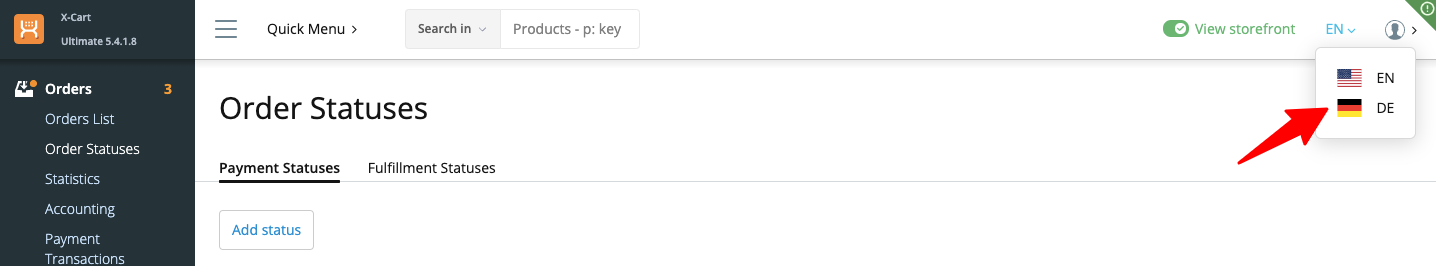 X-Cart
Ultimate 5.4.1.8
Quick Menu
Search in
Products - p: key
View storefront
EN
EN
DE
Orders 3
Orders List
Order Statuses
Statistics
Accounting
Payment
Transactions
Order Statuses
Payment Statuses
Fulfillment Statuses
Add status